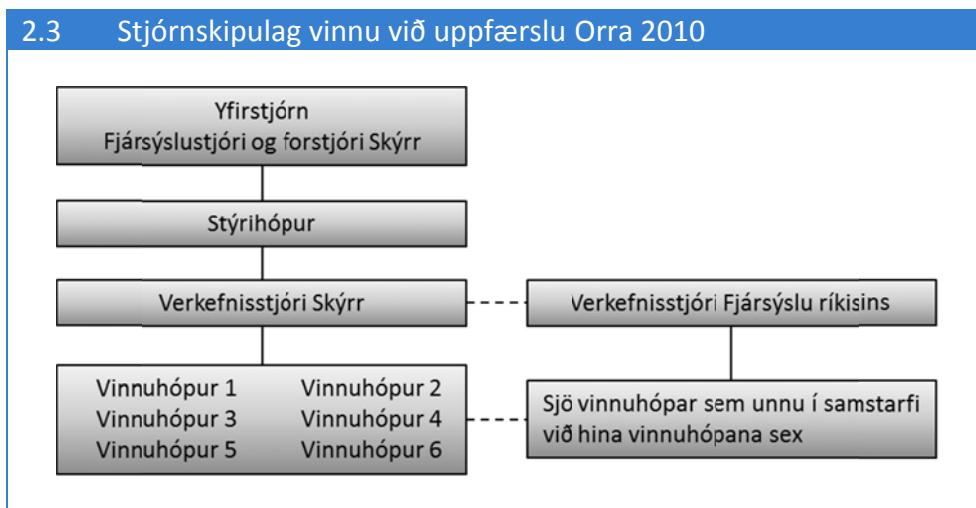 2.3 Stjórnskipulag vinnu við uppfærslu Orra 2010
Yfirstjórn
Fjársýslustjóri og forstjóri Skýrr
Stýrihópur
Verkefnisstjóri Skýrr
Verkefnisstjóri Fjársýslu ríkisins
Vinnuhópur 1 Vinnuhópur 2
Vinnuhópur 3 Vinnuhópur 4
Vinnuhópur 5 Vinnuhópur 6
Sjö vinnuhópar sem unnu í samstarfi
við hina vinnuhópana sex